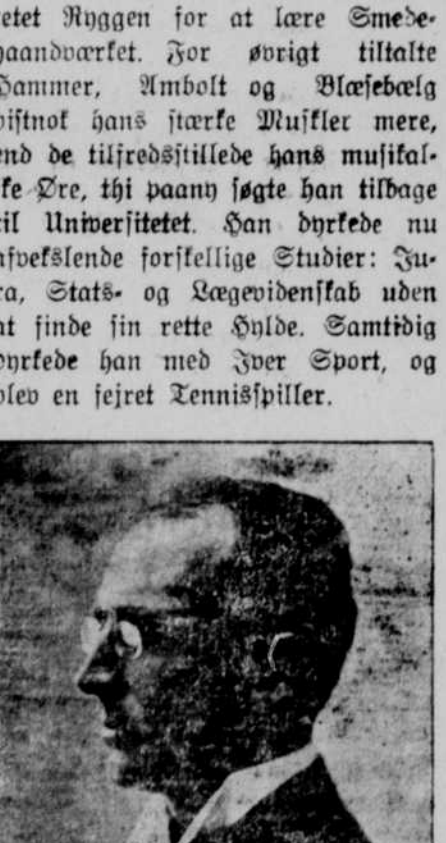 etet Ryggen for at lære Smede-
haandværket. For øvrigt tiltalte
Hammer, Ambolt og Blæsebælg
vistnok hans stærke Muskler mere,
end de tilfredsstillede hans musikal-
ske Øre, thi paany søgte han tilbage
til Universitetet. Han dyrkede nu
afvekslende forskellige Studier: Ju-
ra, Stats- og Lægevidenskab uden
at finde sin rette Hylde. Samtidig
dyrkede han med Iver Sport, og
blev en fejret Tennisspiller.